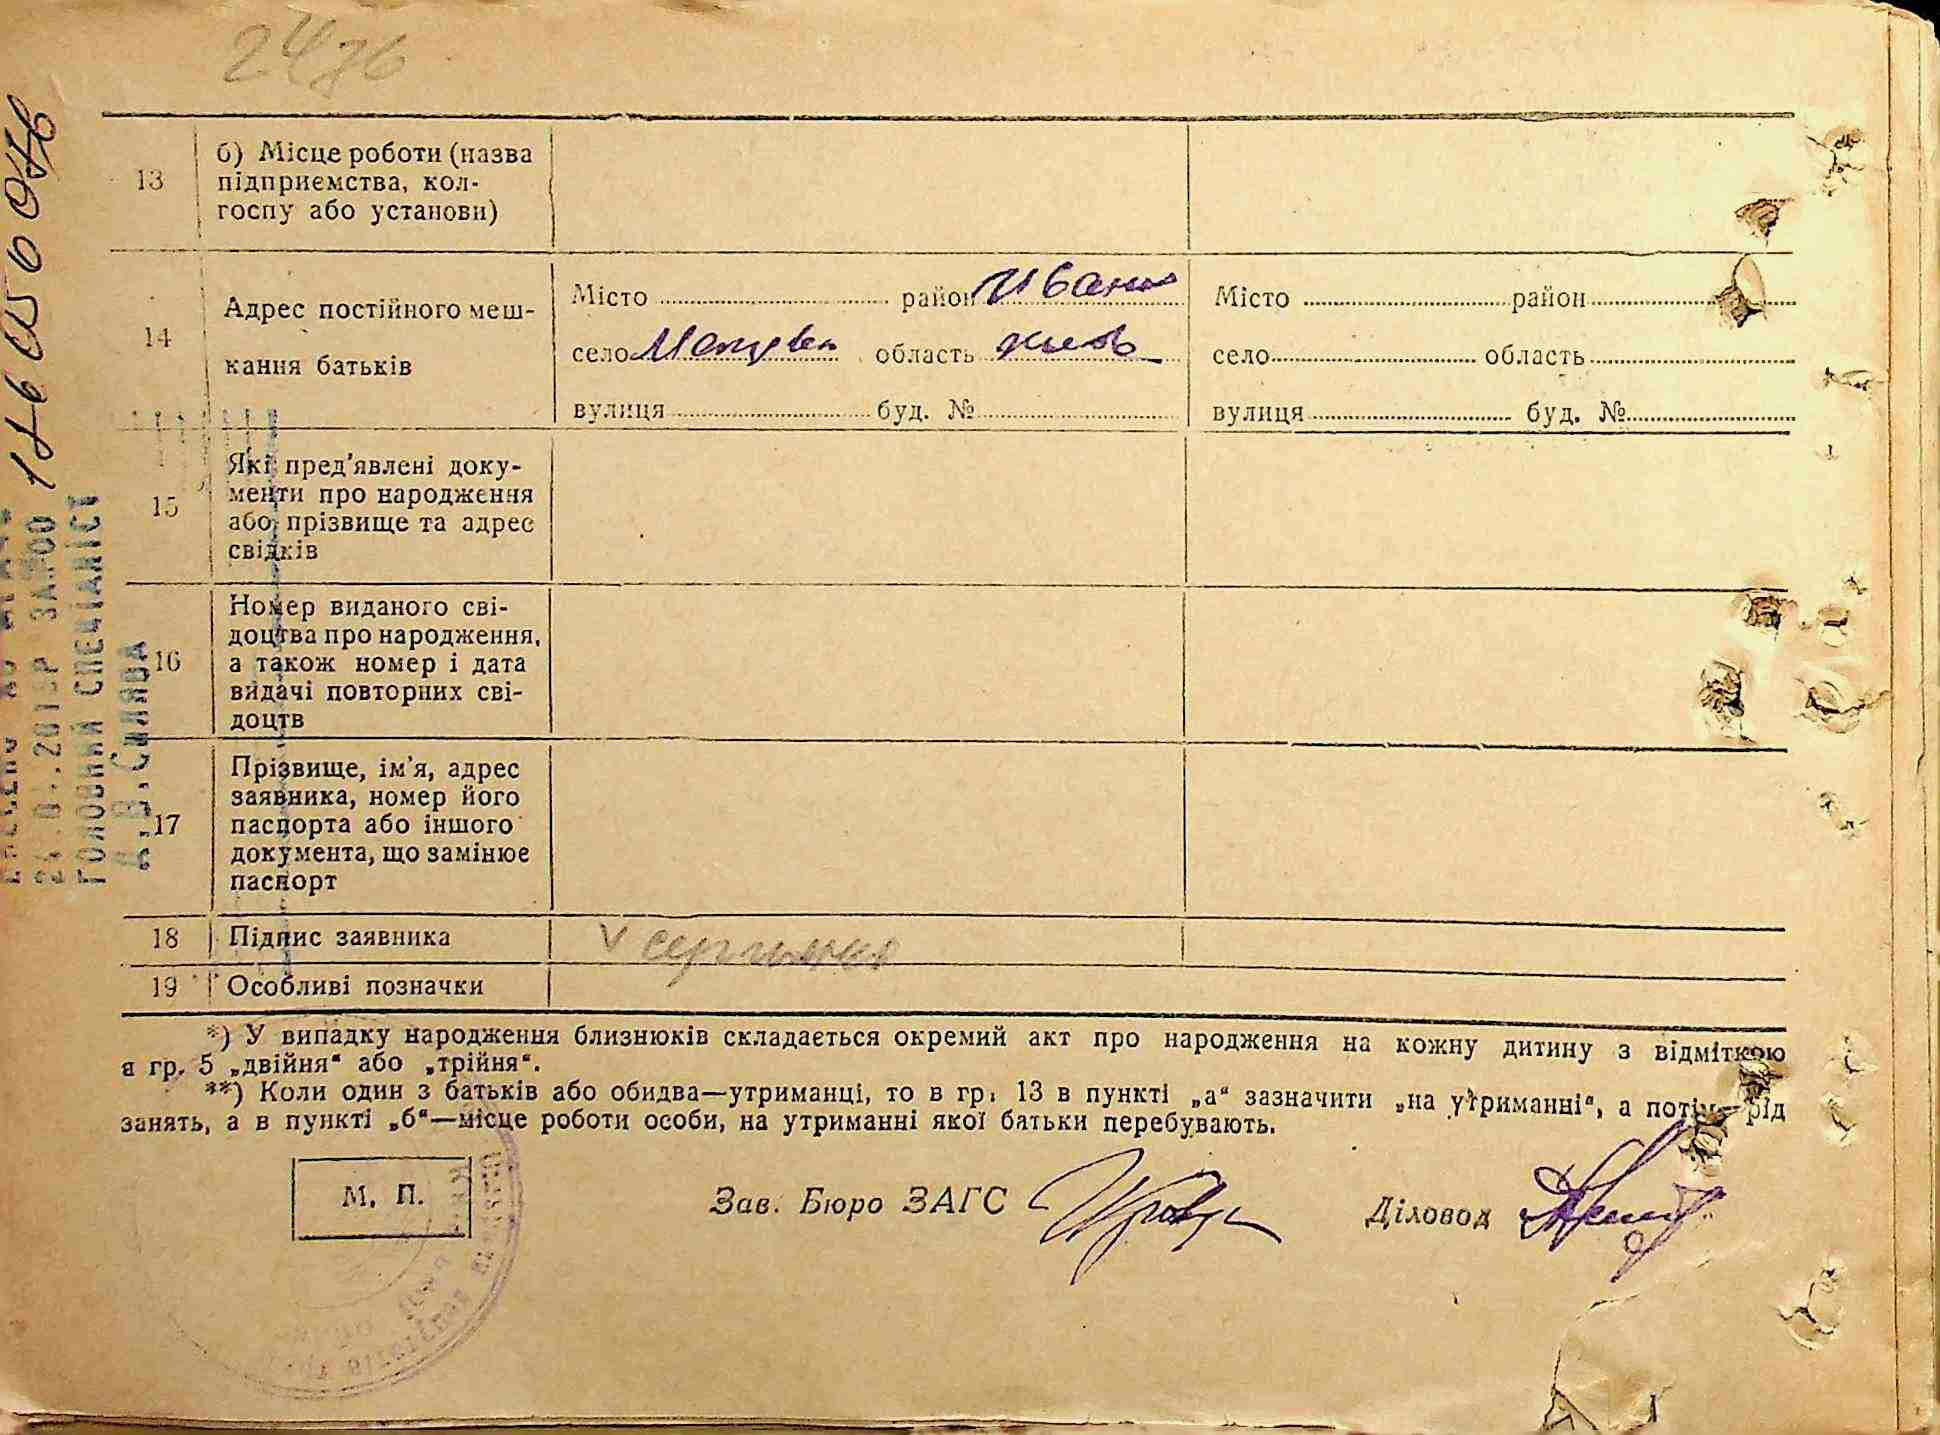 13
б) Місце роботи (назва
підприємства, кол-
госпу або установи)
14
Адрес постійного меш-
кання батьків
Місто район Иванк
село область Киев
вулиця буд. №
Місто район
село область
вулиця буд. №
15
Які пред'явлені доку-
менти про народження
або прізвище та адрес
свідків
16
Номер виданого сві-
доцтва про народження,
а також номер і дата
видачі повторних сві-
доцтв
17
Прізвище, ім'я, адрес
заявника, номер його
паспорта або іншого
документа, що замінює
паспорт
18 Підпис заявника
19 Особливі позначки
*) У випадку народження близнюків складається окремий акт про народження на кожну дитину з відміткою
в гр. 5 „двійня“ або „трійня“.
**) Коли один з батьків або обидва—утриманці, то в гр. 13 в пункті „а“ зазначити „на утриманні“, а потім—рід
занять, а в пункті „б“—місце роботи особи, на утриманні якої батьки перебувають.
М. П.
Зав. Бюро ЗАГС
Діловод
ГОЛОВНИЙ СПЕЦІАЛІСТ